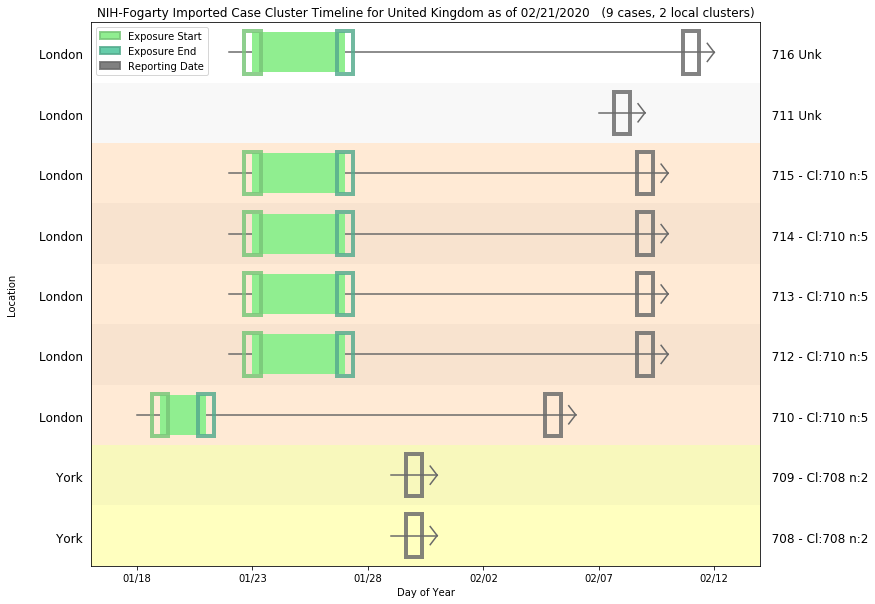 NIH-Fogarty Imported Case Cluster Timeline for United Kingdom as of 02/21/2020   (9 cases, 2 local clusters)
Exposure Start
Exposure End
Reporting Date
London 716 Unk
London 711 Unk
London 715 - Cl:710 n:5
London 714 - Cl:710 n:5
London 713 - Cl:710 n:5
London 712 - Cl:710 n:5
London 710 - Cl:710 n:5
York 709 - Cl:708 n:2
York 708 - Cl:708 n:2
Location
01/18 01/23 01/28 02/02 02/07 02/12
Day of Year